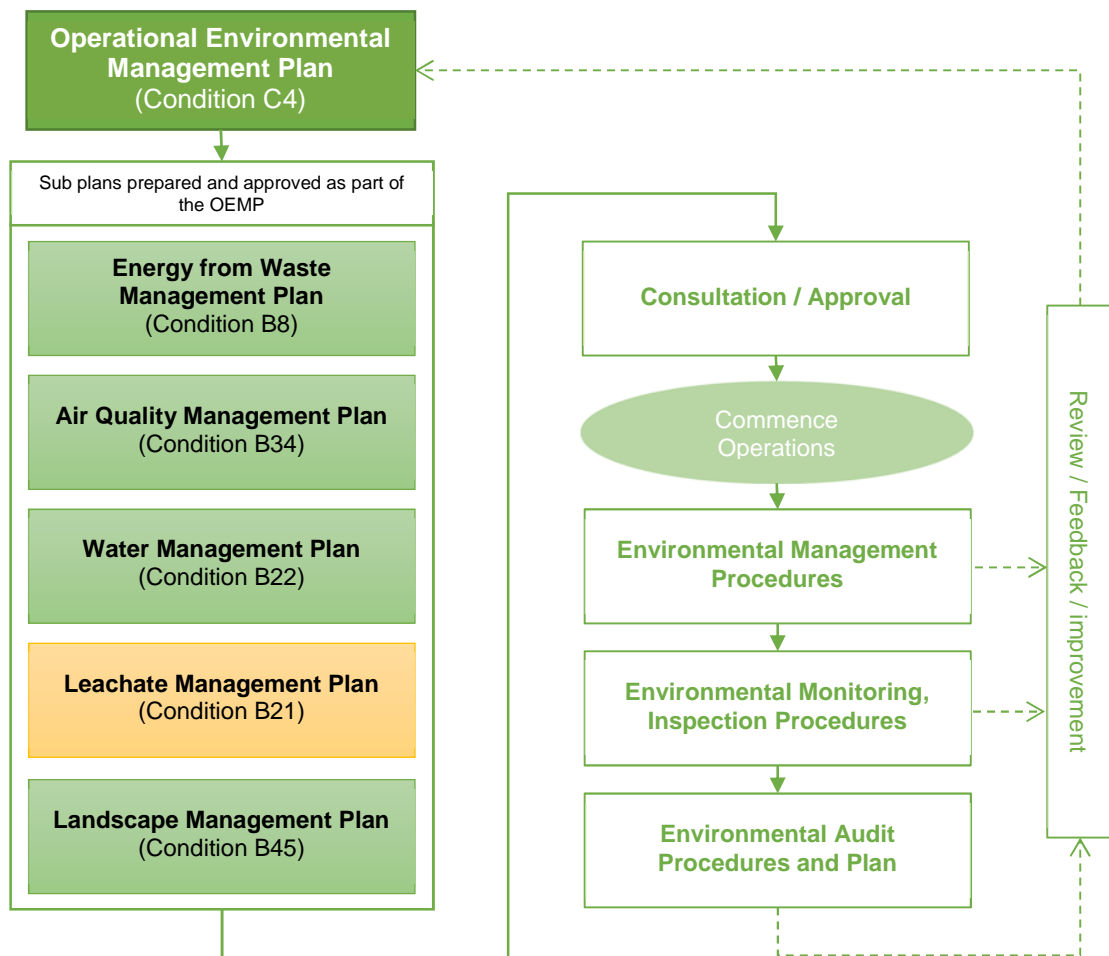 Operational Environmental
Management Plan
(Condition C4)
Sub plans prepared and approved as part of
the OEMP
Energy from Waste
Management Plan
(Condition B8)
Air Quality Management Plan
(Condition B34)
Water Management Plan
(Condition B22)
Leachate Management Plan
(Condition B21)
Landscape Management Plan
(Condition B45)
Consultation / Approval
Commence
Operations
Environmental Management
Procedures
Environmental Monitoring,
Inspection Procedures
Environmental Audit
Procedures and Plan
Review / Feedback / improvement